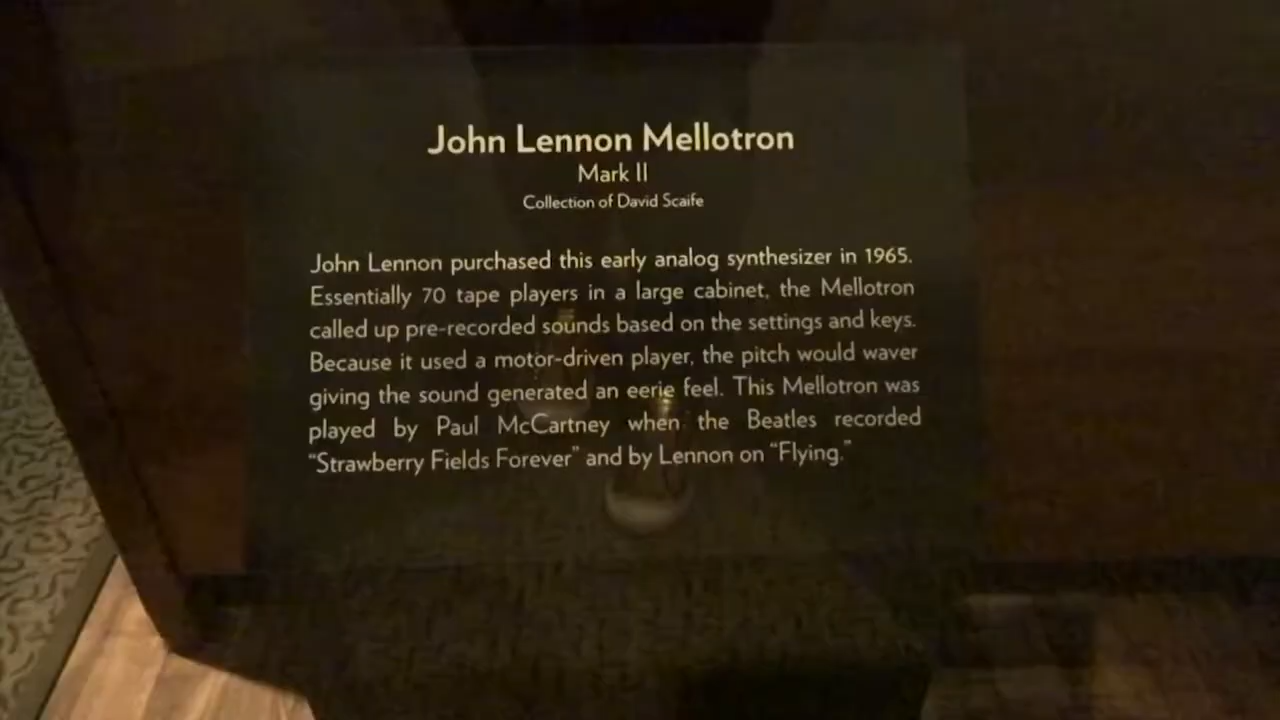 John Lennon Mellotron
Mark II
Collection of David Scaife
John Lennon purchased this early analog synthesizer in 1965.
Essentially 70 tape players in a large cabinet, the Mellotron
called up pre-recorded sounds based on the settings and keys.
Because it used a motor-driven player, the pitch would waver
giving the sound generated an eerie feel. This Mellotron was
played by Paul McCartney when the Beatles recorded
“Strawberry Fields Forever” and by Lennon on “Flying.”